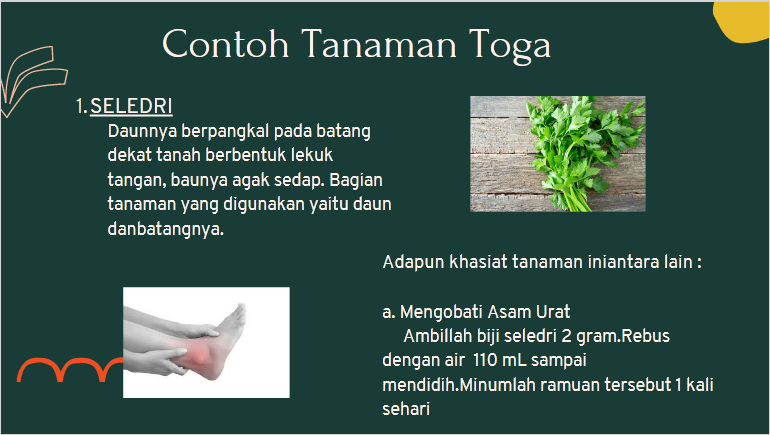 Contoh Tanaman Toga
1. SELEDRI
Daunnya berpangkal pada batang
dekat tanah berbentuk lekuk
tangan, baunya agak sedap. Bagian
tanaman yang digunakan yaitu daun
danbatangnya.
Adapun khasiat tanaman iniantara lain :
a. Mengobati Asam Urat
Ambillah biji seledri 2 gram.Rebus
dengan air 110 mL sampai
mendidih.Minumlah ramuan tersebut 1 kali
sehari